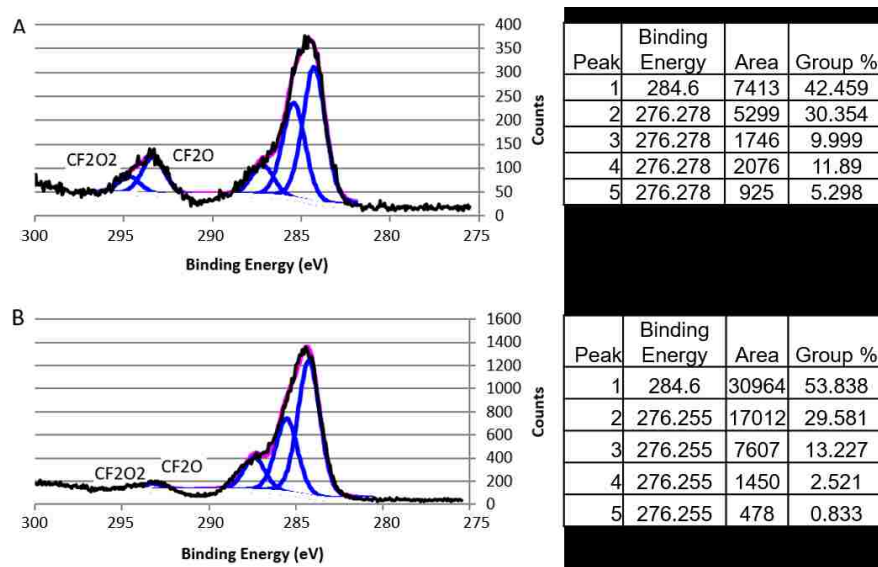 A
CF2O2
CF2O
400
350
300
250
200
150
100
50
0
Counts
300 295 290 285 280 275
Binding Energy (eV)
Peak Binding Energy Area Group %
1 284.6 7413 42.459
2 276.278 5299 30.354
3 276.278 1746 9.999
4 276.278 2076 11.89
5 276.278 925 5.298
B
CF2O2
CF2O
1600
1400
1200
1000
800
600
400
200
0
Counts
300 295 290 285 280 275
Binding Energy (eV)
Peak Binding Energy Area Group %
1 284.6 30964 53.838
2 276.255 17012 29.581
3 276.255 7607 13.227
4 276.255 1450 2.521
5 276.255 478 0.833